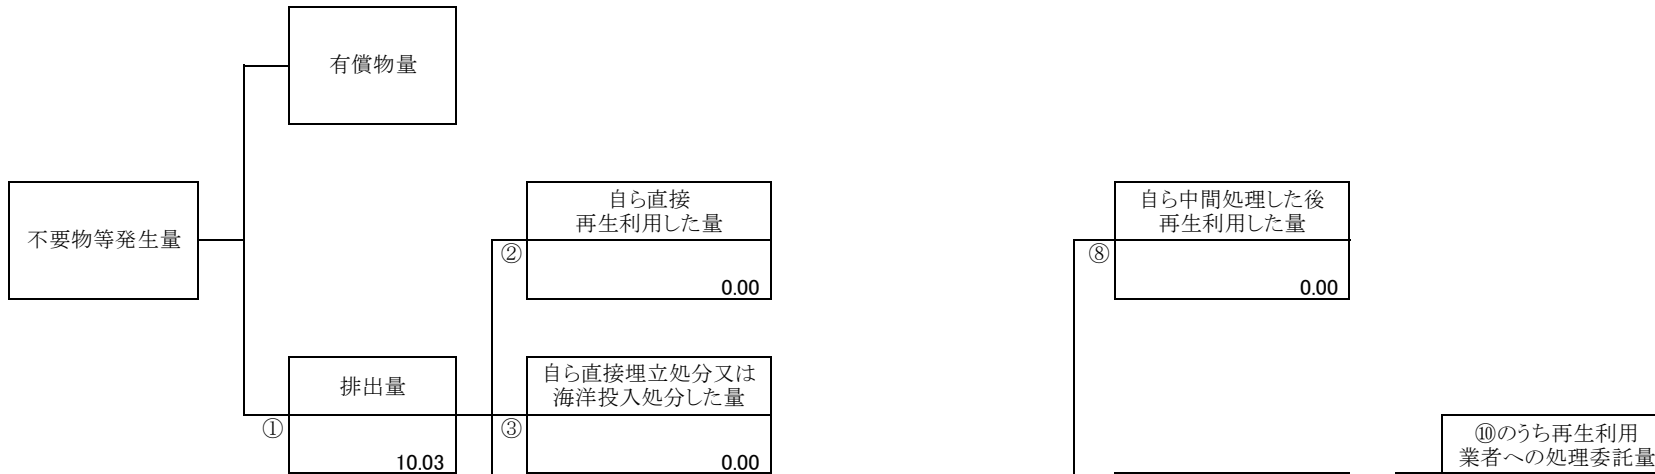 有償物量
不要物等発生量
自ら直接
再生利用した量
②
0.00
自ら中間処理した後
再生利用した量
⑧
0.00
排出量
①
10.03
自ら直接埋立処分又は
海洋投入処分した量
③
0.00
⑩のうち再生利用
業者への処理委託量